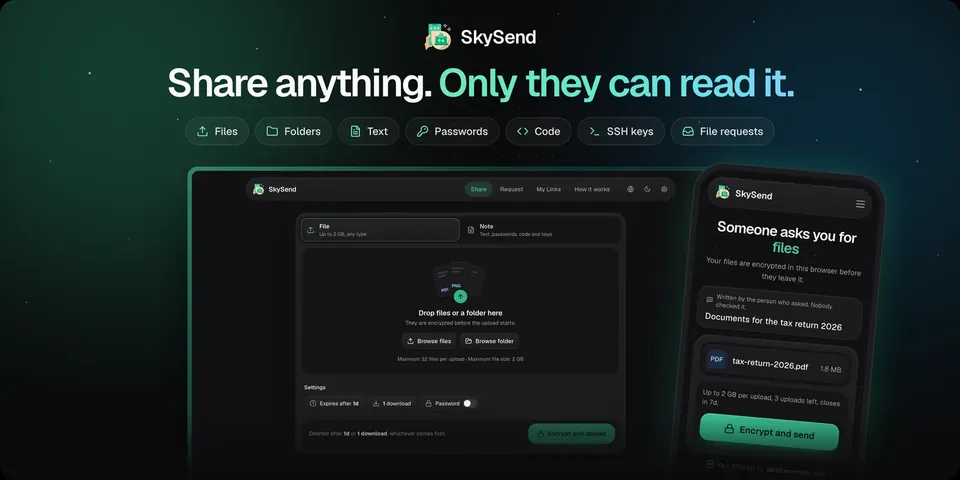 SkySend
Share anything. Only they can read it.
Files
Folders
Text
Passwords
Code
SSH keys
File requests
SkySend
Share
Request
My Links
How it works
File
Up to 2 GB, any type
Note
Text, passwords, code and keys
PDF
PNG
Drop files or a folder here
They are encrypted before the upload starts.
Browse files
Browse folder
Maximum 32 files per upload · Maximum file size: 2 GB
Settings
Expires after 1d
1 download
Password
Deleted after 1d or 1 download, whichever comes first.
Encrypt and upload
SkySend
Someone asks you for
files
Your files are encrypted in this browser before
they leave it.
Written by the person who asked. Nobody
checked it.
Documents for the tax return 2026
PDF
tax-return-2026.pdf
1.8 MB
Up to 2 GB per upload, 3 uploads left, closes
in 7d.
Encrypt and send